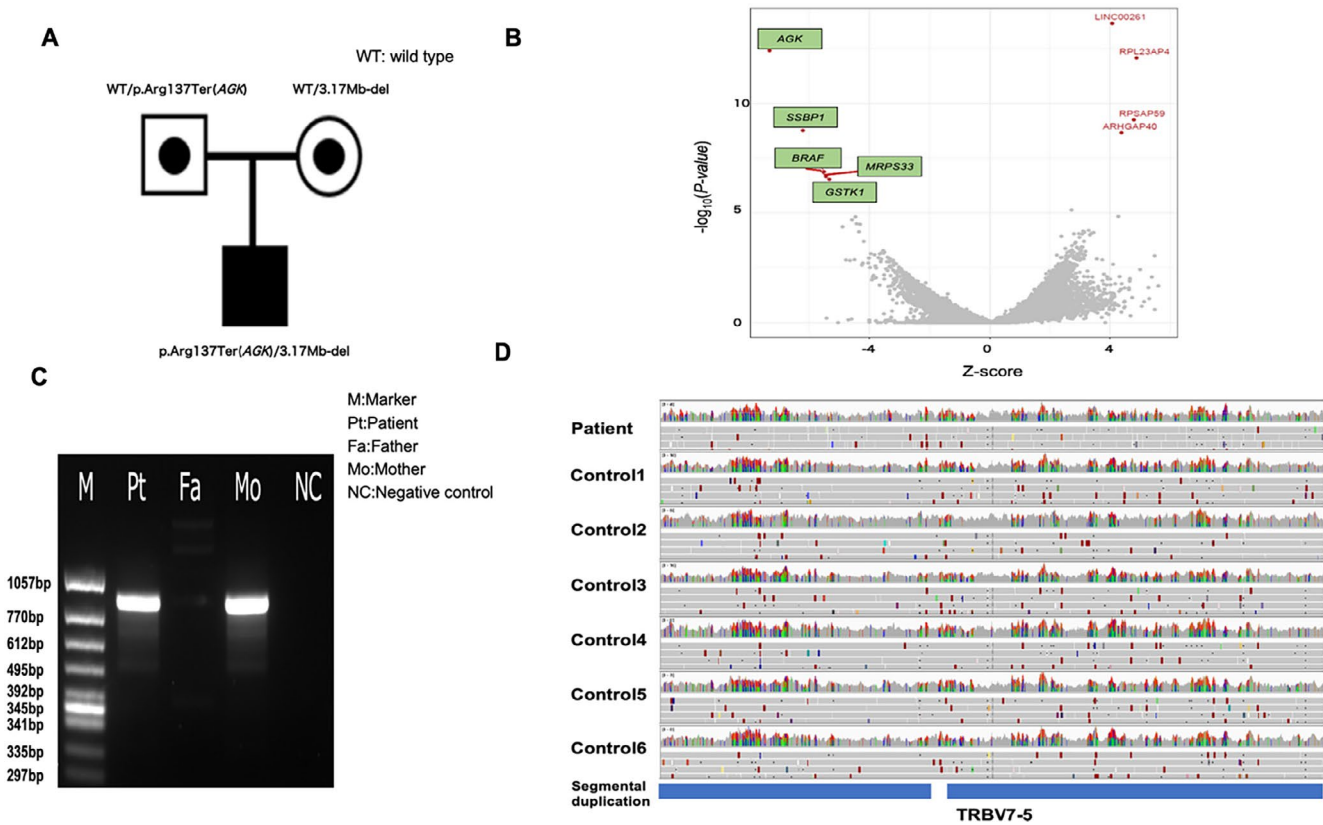 A
WT: wild type
WT/p.Arg137Ter(AGK)
WT/3.17Mb-del
p.Arg137Ter(AGK)/3.17Mb-del
B
AGK
SSBP1
BRAF
MRPS33
GSTK1
LINC00261
RPL23AP4
RPSAP59
ARHGAP40
-log10(P-value)
10
5
0
-4
0
4
Z-score
C
M:Marker
Pt:Patient
Fa:Father
Mo:Mother
NC:Negative control
M Pt Fa Mo NC
1057bp
770bp
612bp
495bp
392bp
345bp
341bp
335bp
297bp
D
Patient
Control1
Control2
Control3
Control4
Control5
Control6
Segmental
duplication
TRBV7-5